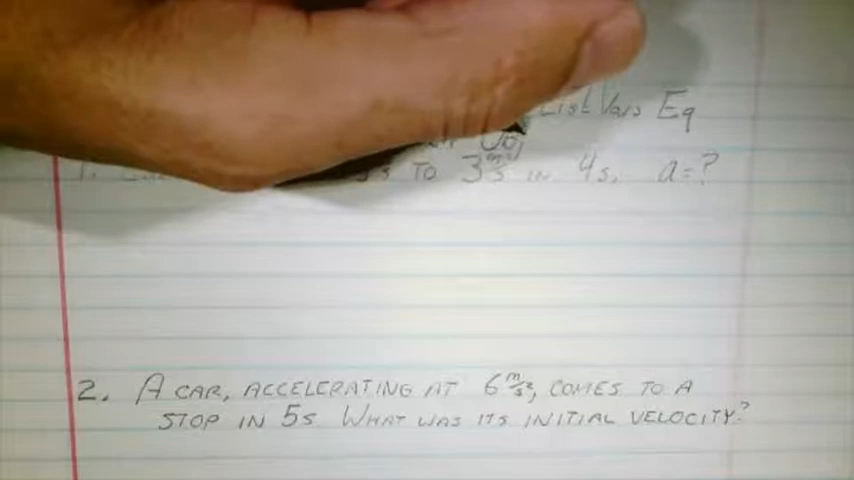 List Vars Eq
1. TO 3 m/s IN 4s. a=?
2. A CAR, ACCELERATING AT 6 m/s², COMES TO A
STOP IN 5s WHAT WAS ITS INITIAL VELOCITY?